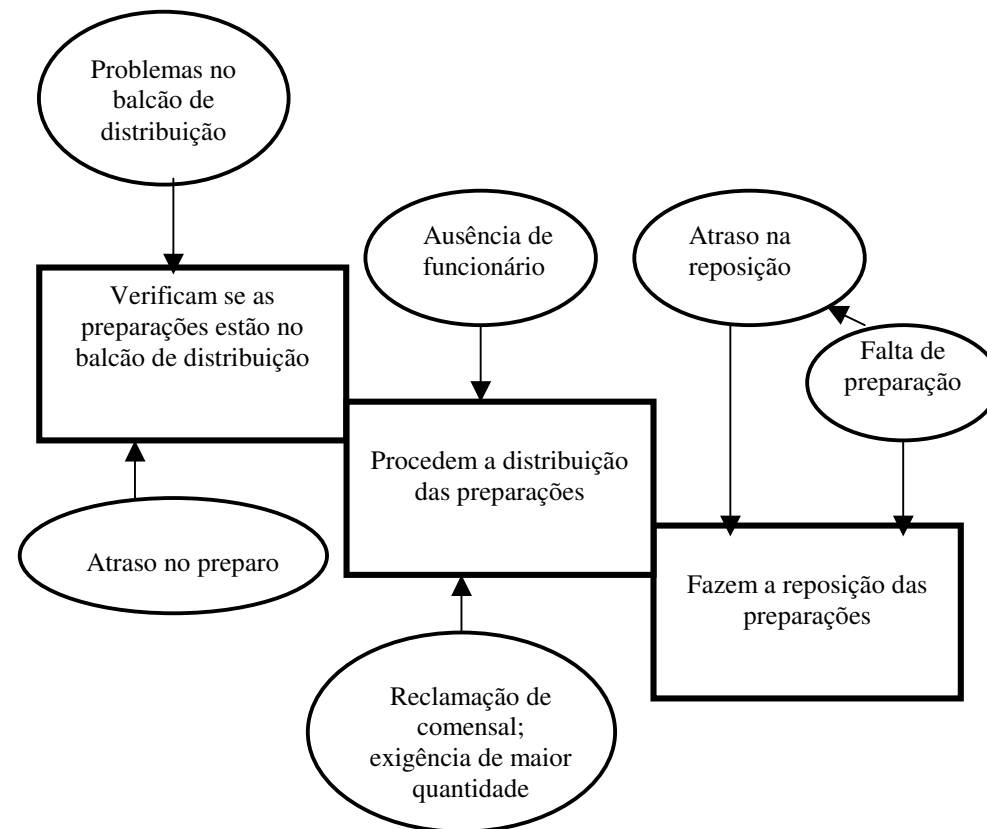 Problemas no
balcão de
distribuição
Ausência de
funcionário
Atraso na
reposição
Verificam se as
preparações estão no
balcão de distribuição
Falta de
preparação
Procedem a distribuição
das preparações
Atraso no preparo
Fazem a reposição das
preparações
Reclamação de
comensal;
exigência de maior
quantidade